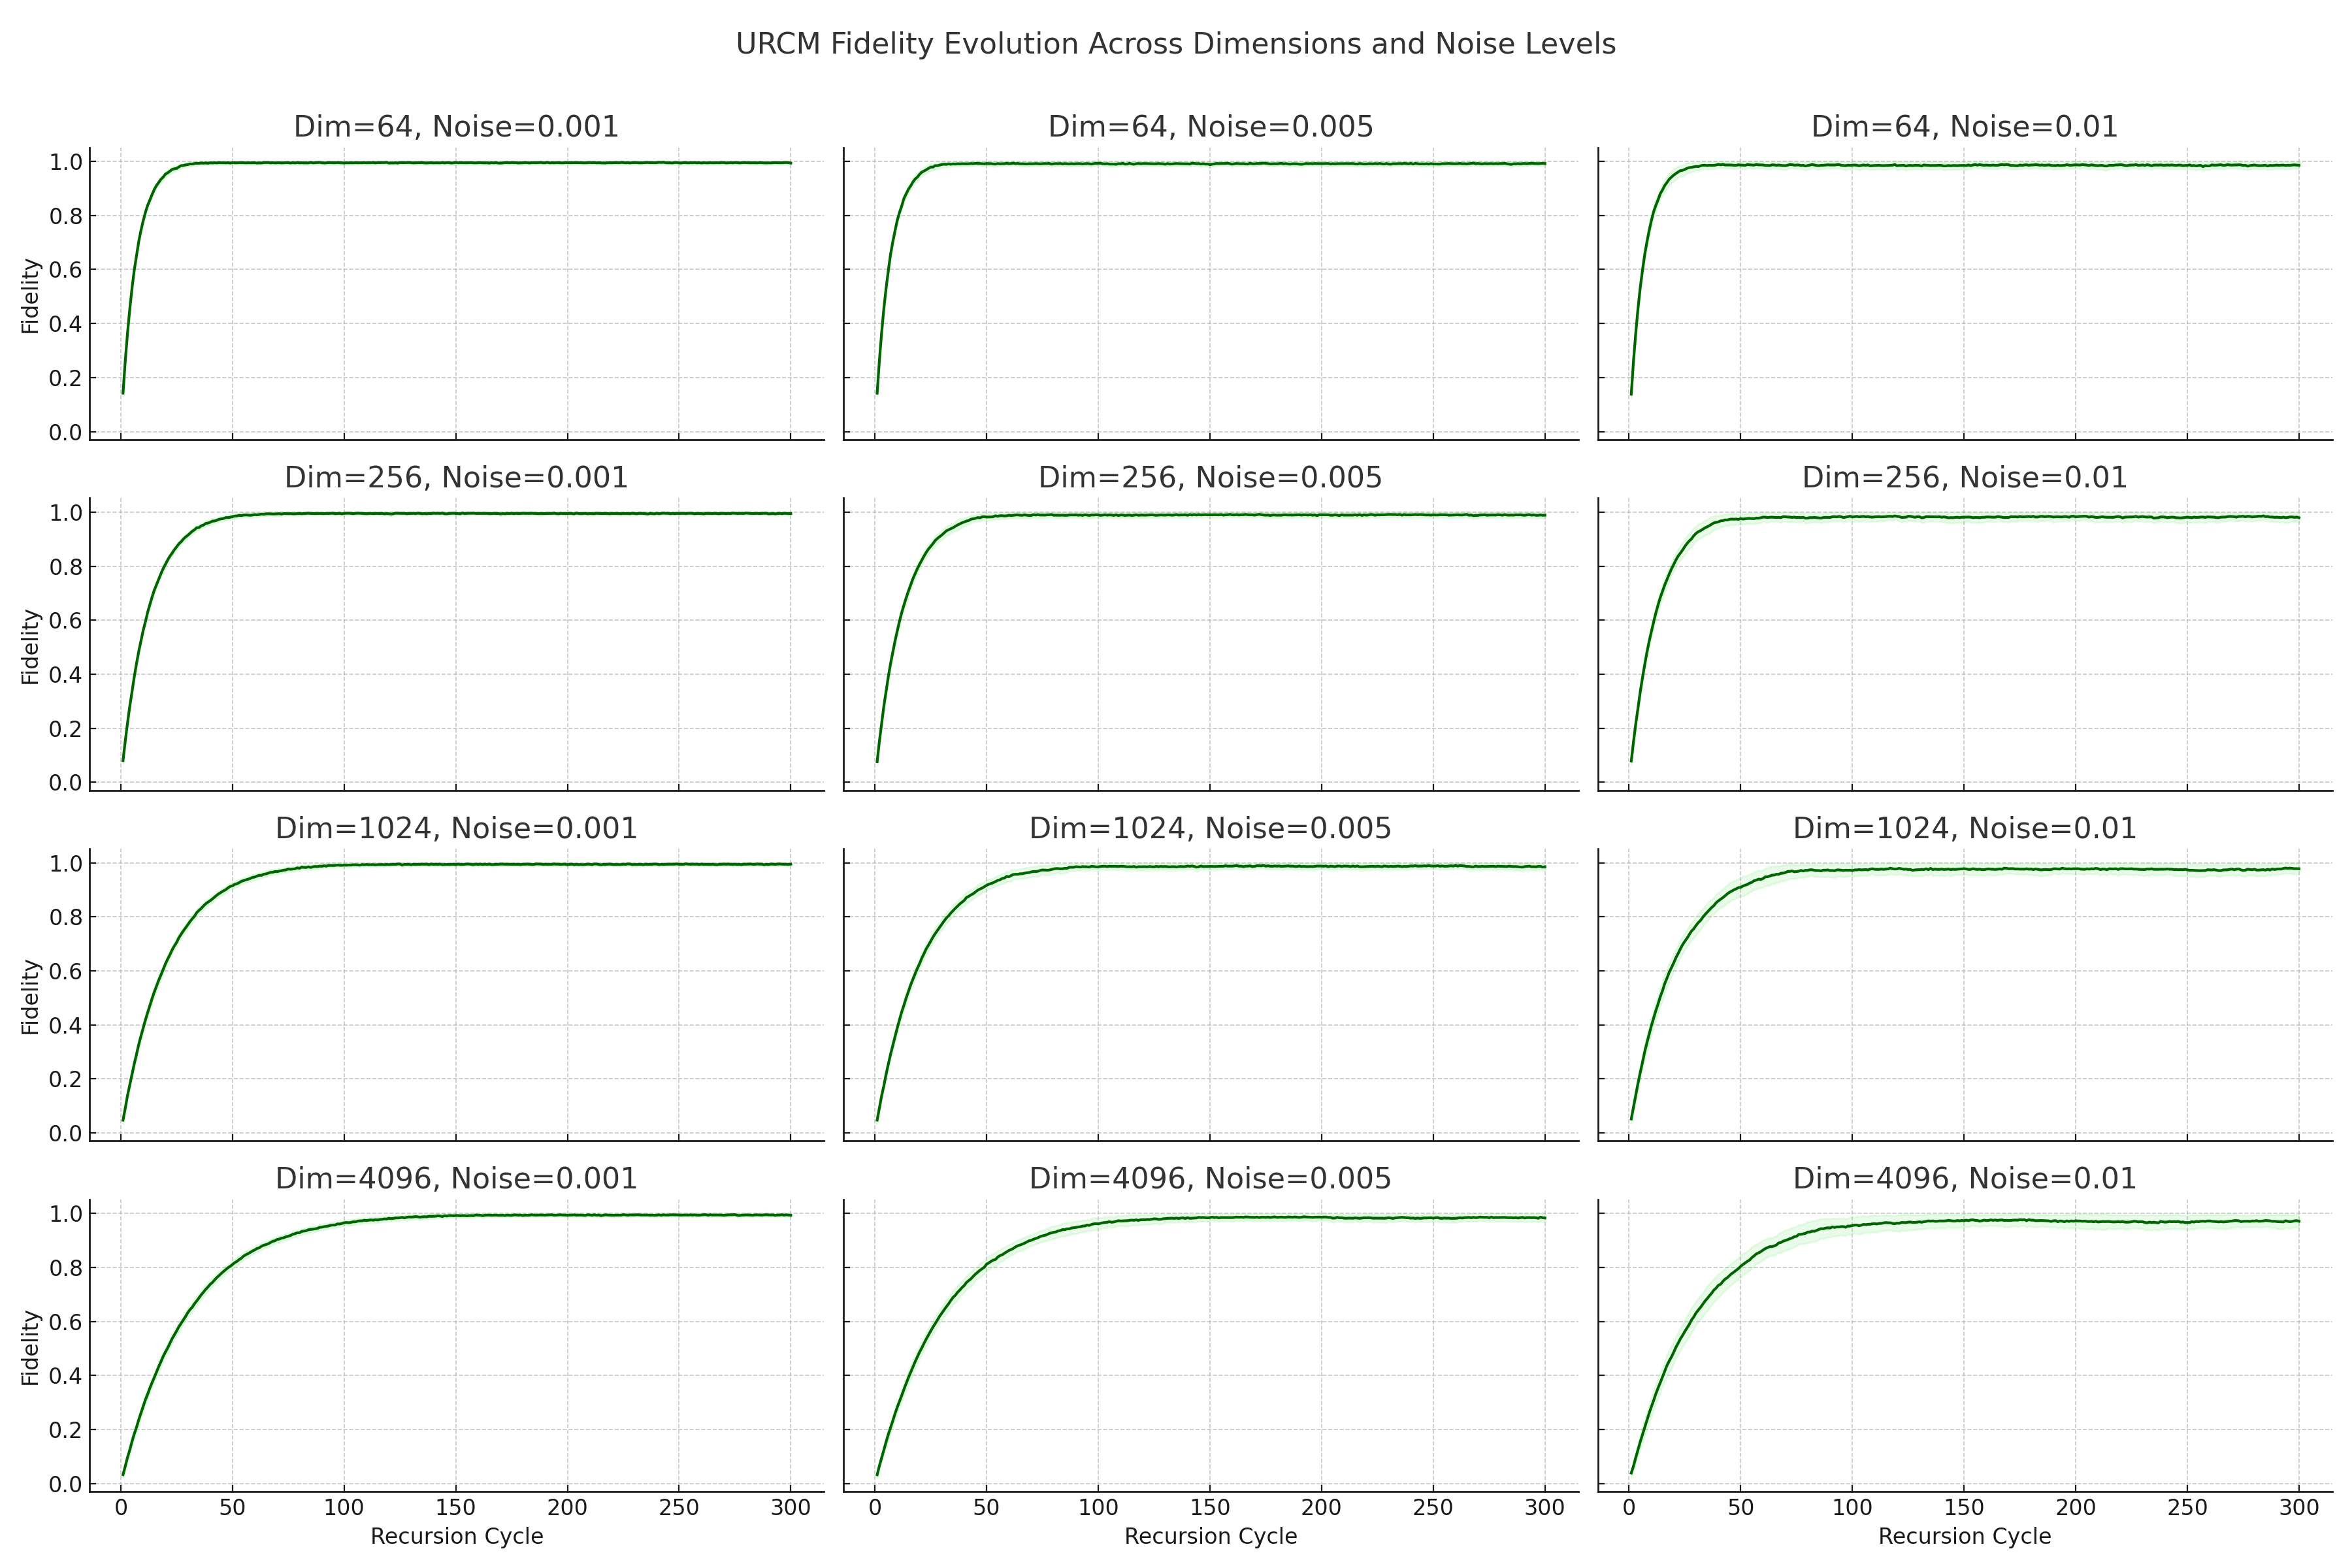 URCM Fidelity Evolution Across Dimensions and Noise Levels
Dim=64, Noise=0.001
Dim=64, Noise=0.005
Dim=64, Noise=0.01
1.0
0.8
0.6
0.4
0.2
0.0
Fidelity
Dim=256, Noise=0.001
Dim=256, Noise=0.005
Dim=256, Noise=0.01
1.0
0.8
0.6
0.4
0.2
0.0
Fidelity
Dim=1024, Noise=0.001
Dim=1024, Noise=0.005
Dim=1024, Noise=0.01
1.0
0.8
0.6
0.4
0.2
0.0
Fidelity
Dim=4096, Noise=0.001
Dim=4096, Noise=0.005
Dim=4096, Noise=0.01
1.0
0.8
0.6
0.4
0.2
0.0
Fidelity
0 50 100 150 200 250 300
0 50 100 150 200 250 300
0 50 100 150 200 250 300
Recursion Cycle
Recursion Cycle
Recursion Cycle